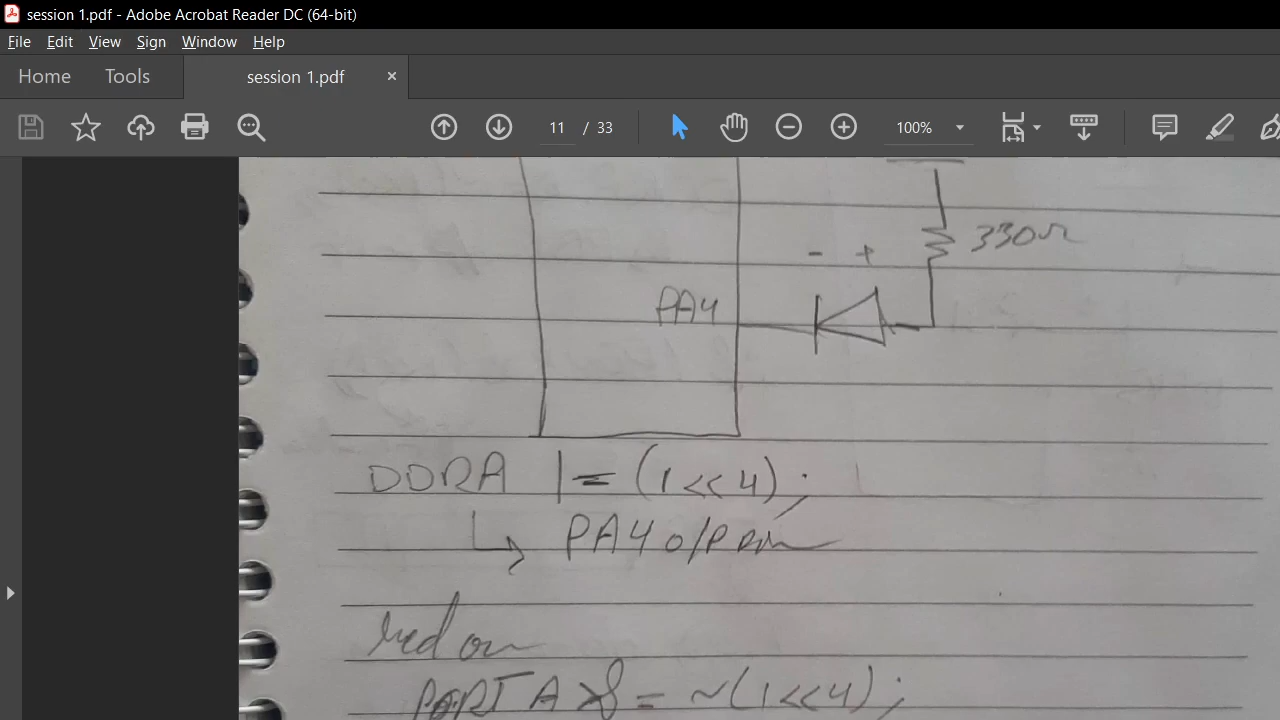 session 1.pdf - Adobe Acrobat Reader DC (64-bit)
File Edit View Sign Window Help
Home Tools session 1.pdf ×
11 / 33 100%
330Ω
- +
PA4
DDRA |= (1<<4);
PA4 o/P Pin
led on
PORTA &= ~(1<<4);